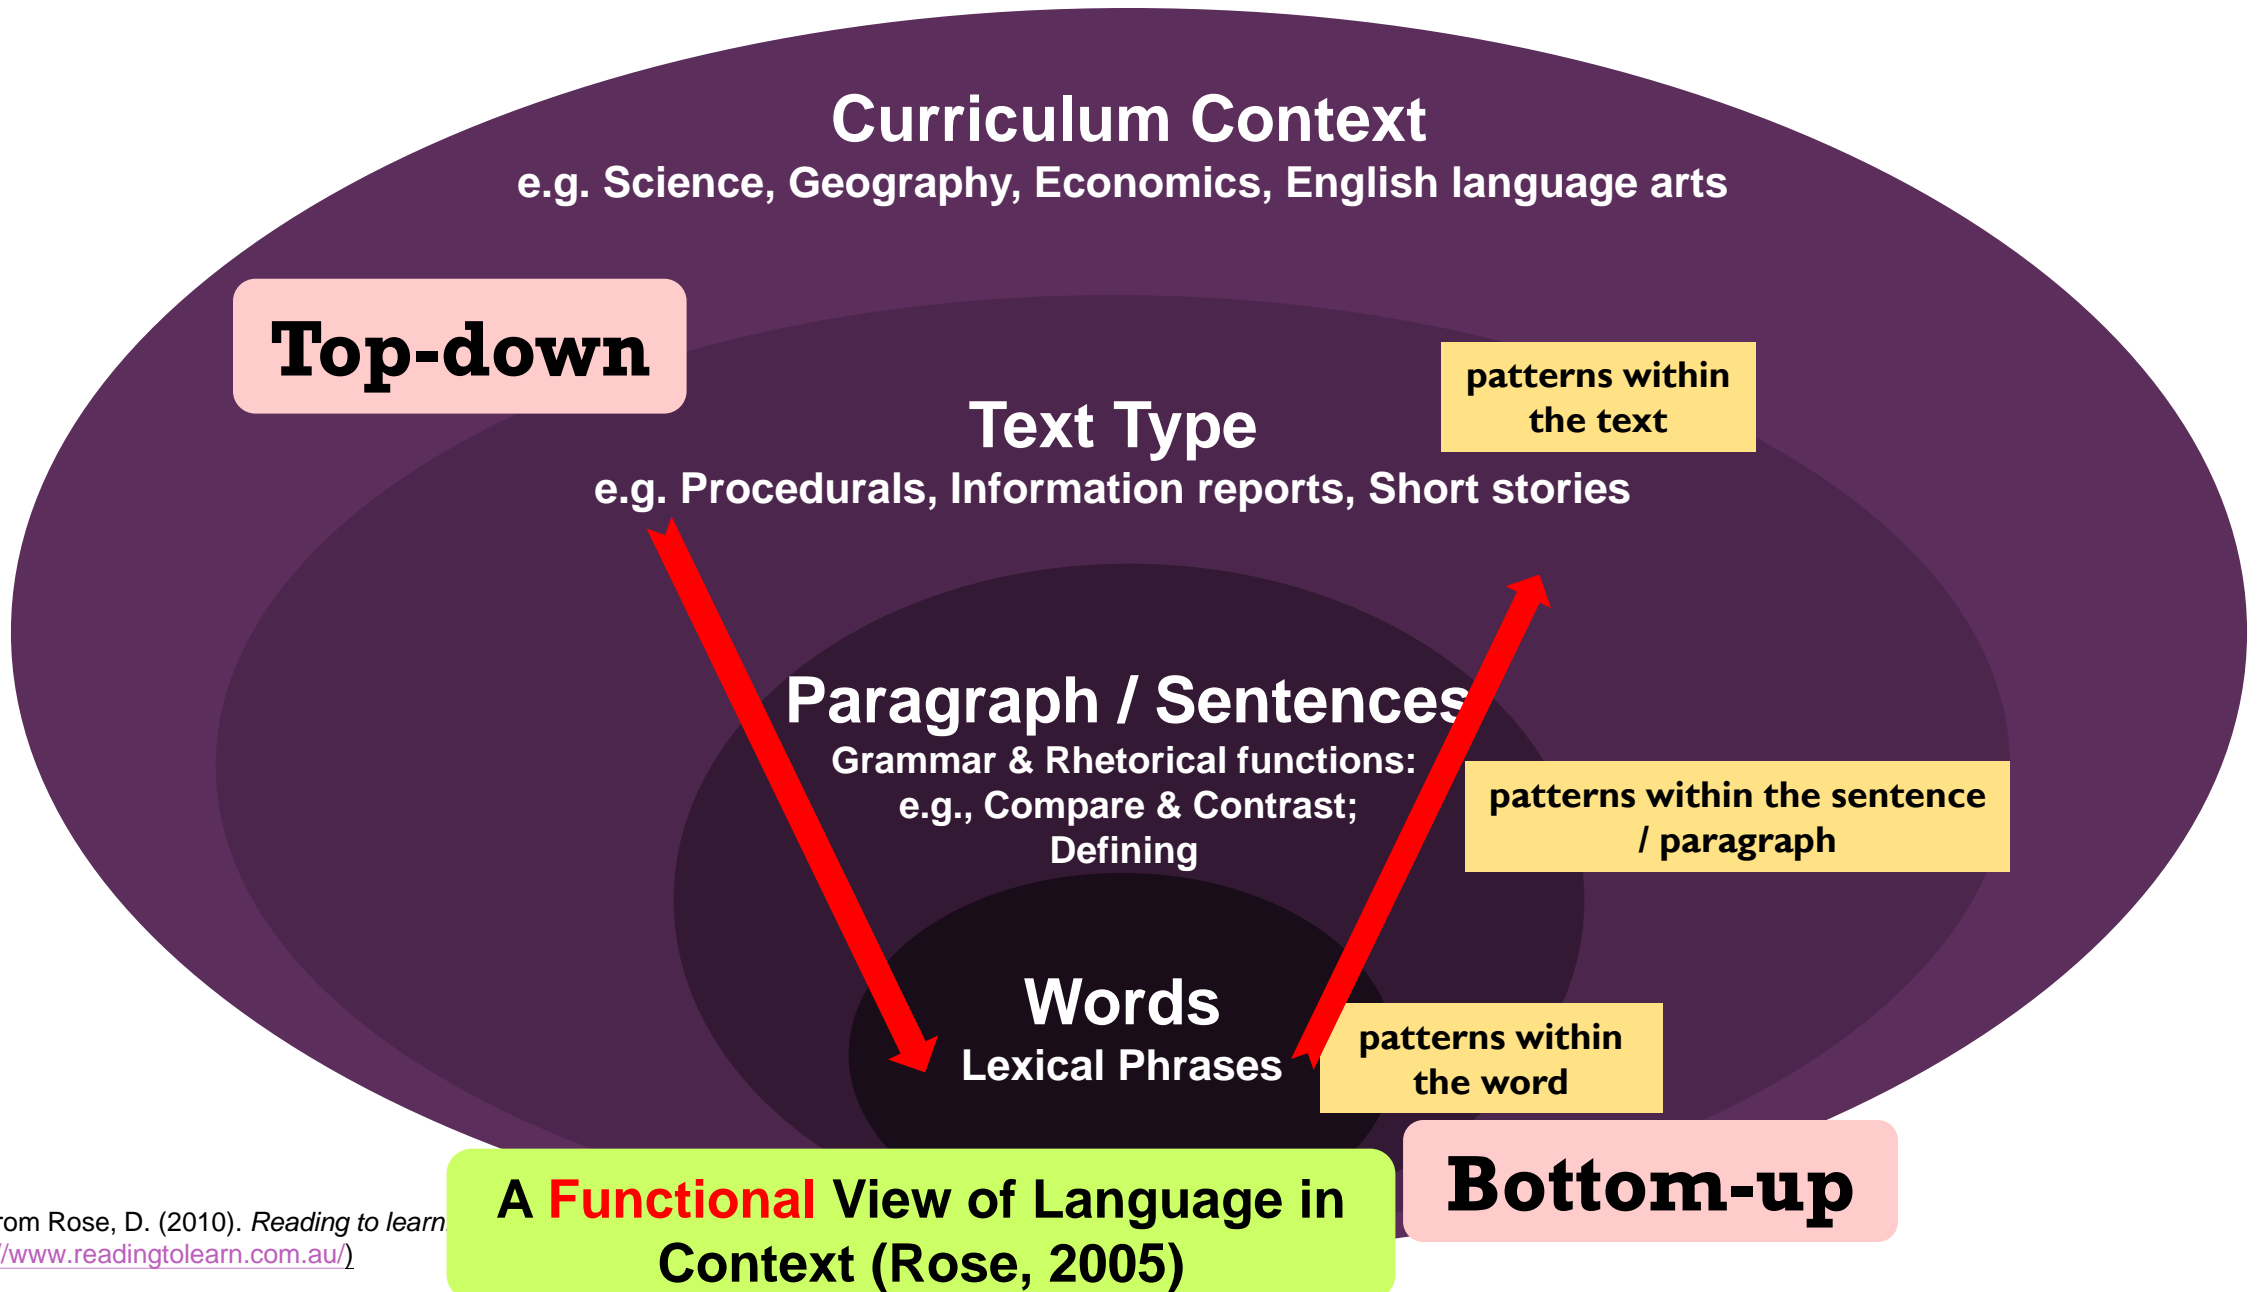 Curriculum Context
e.g. Science, Geography, Economics, English language arts
Top-down
patterns within
the text
Text Type
e.g. Procedurals, Information reports, Short stories
Paragraph / Sentences
Grammar & Rhetorical functions:
e.g., Compare & Contrast;
Defining
patterns within the sentence
/ paragraph
Words
Lexical Phrases
patterns within
the word
Bottom-up
A Functional View of Language in
Context (Rose, 2005)
rom Rose, D. (2010). Reading to learn
//www.readingtolearn.com.au/)